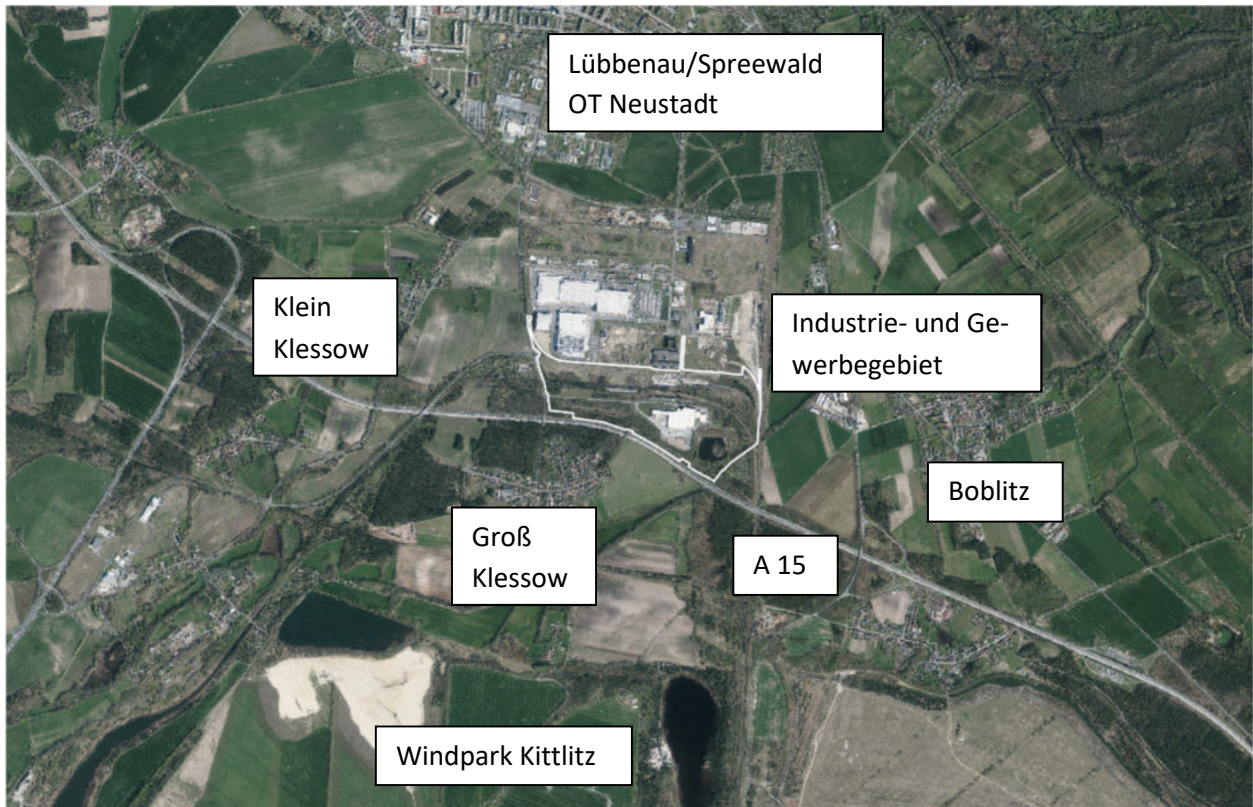 Lübbenau/Spreewald
OT Neustadt
Klein
Klessow
Industrie- und Ge-
werbegebiet
Boblitz
Groß
Klessow
A 15
Windpark Kittlitz